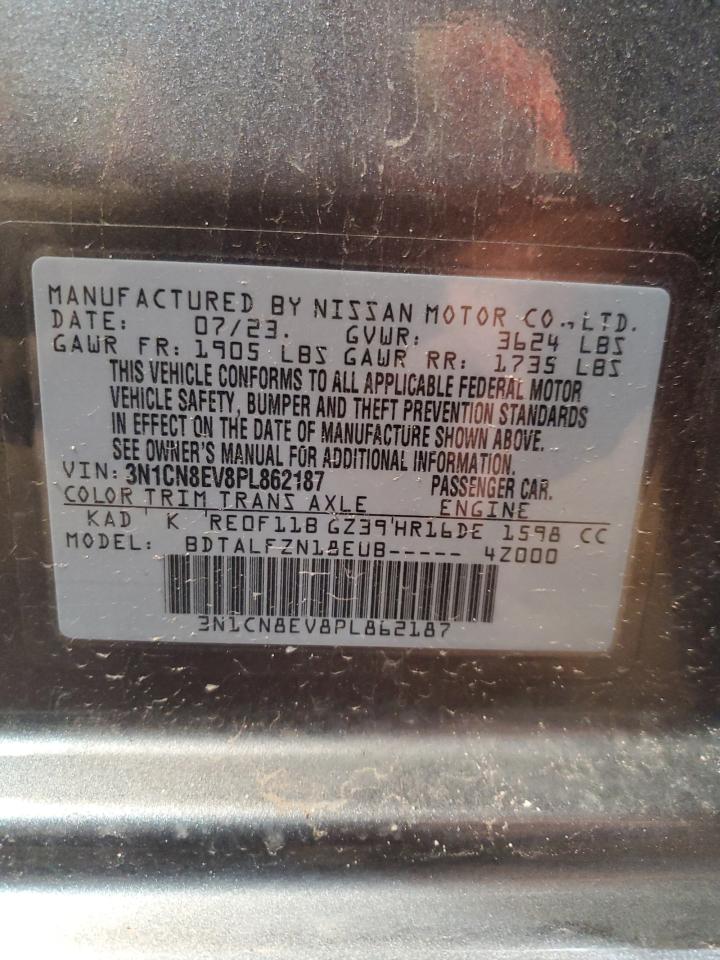 MANUFACTURED BY NISSAN MOTOR CO., LTD.
DATE: 07/23. GVWR: 3624 LBS
GAWR FR: 1905 LBS GAWR RR: 1735 LBS
THIS VEHICLE CONFORMS TO ALL APPLICABLE FEDERAL MOTOR
VEHICLE SAFETY, BUMPER AND THEFT PREVENTION STANDARDS
IN EFFECT ON THE DATE OF MANUFACTURE SHOWN ABOVE.
SEE OWNER'S MANUAL FOR ADDITIONAL INFORMATION.
VIN: 3N1CN8EV8PL862187 PASSENGER CAR.
COLOR TRIM TRANS AXLE ENGINE
KAD K RE0F11B GZ39 HR16DE 1598 CC
MODEL: BDTALFZN18EUB----- 4Z000
3N1CN8EV8PL862187